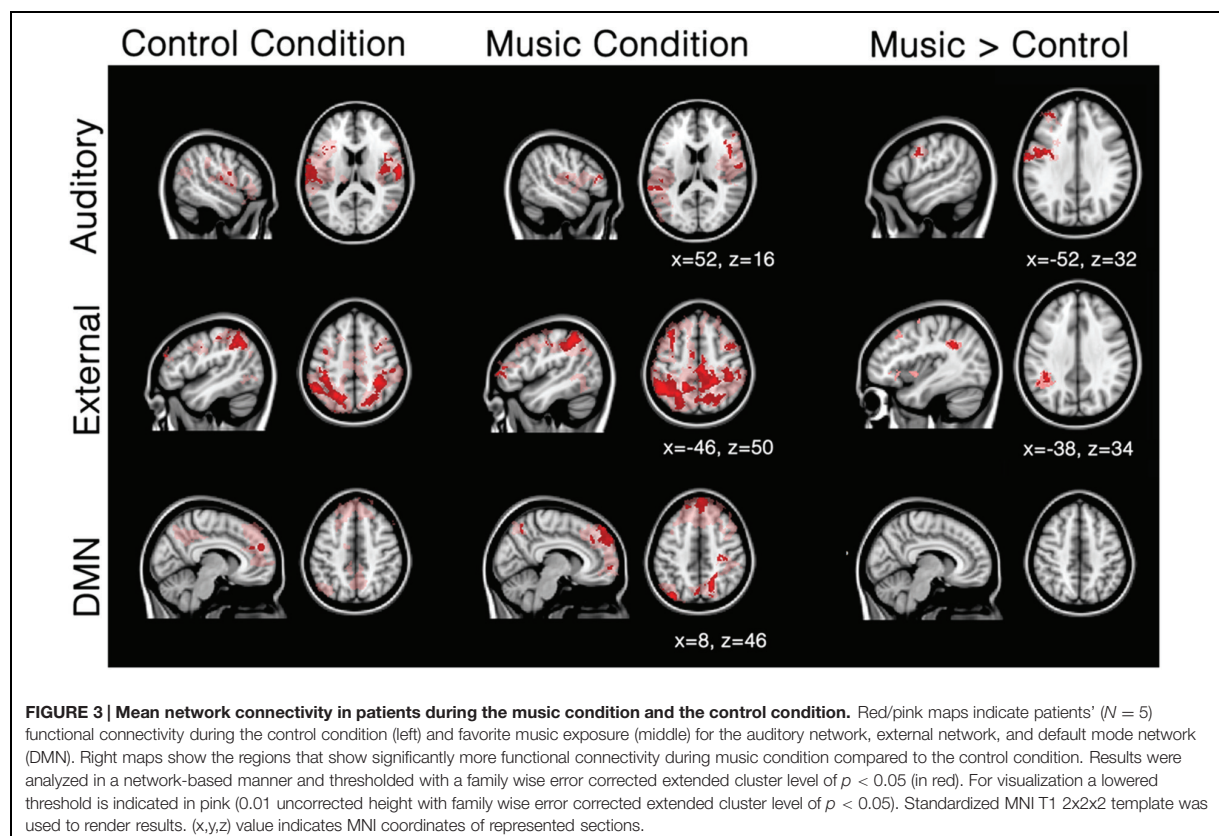 Control Condition Music Condition Music > Control
Auditory
x=52, z=16 x=-52, z=32
External
x=-46, z=50 x=-38, z=34
DMN
x=8, z=46
FIGURE 3 | Mean network connectivity in patients during the music condition and the control condition. Red/pink maps indicate patients' (N = 5)
functional connectivity during the control condition (left) and favorite music exposure (middle) for the auditory network, external network, and default mode network
(DMN). Right maps show the regions that show significantly more functional connectivity during music condition compared to the control condition. Results were
analyzed in a network-based manner and thresholded with a family wise error corrected extended cluster level of p < 0.05 (in red). For visualization a lowered
threshold is indicated in pink (0.01 uncorrected height with family wise error corrected extended cluster level of p < 0.05). Standardized MNI T1 2x2x2 template was
used to render results. (x,y,z) value indicates MNI coordinates of represented sections.